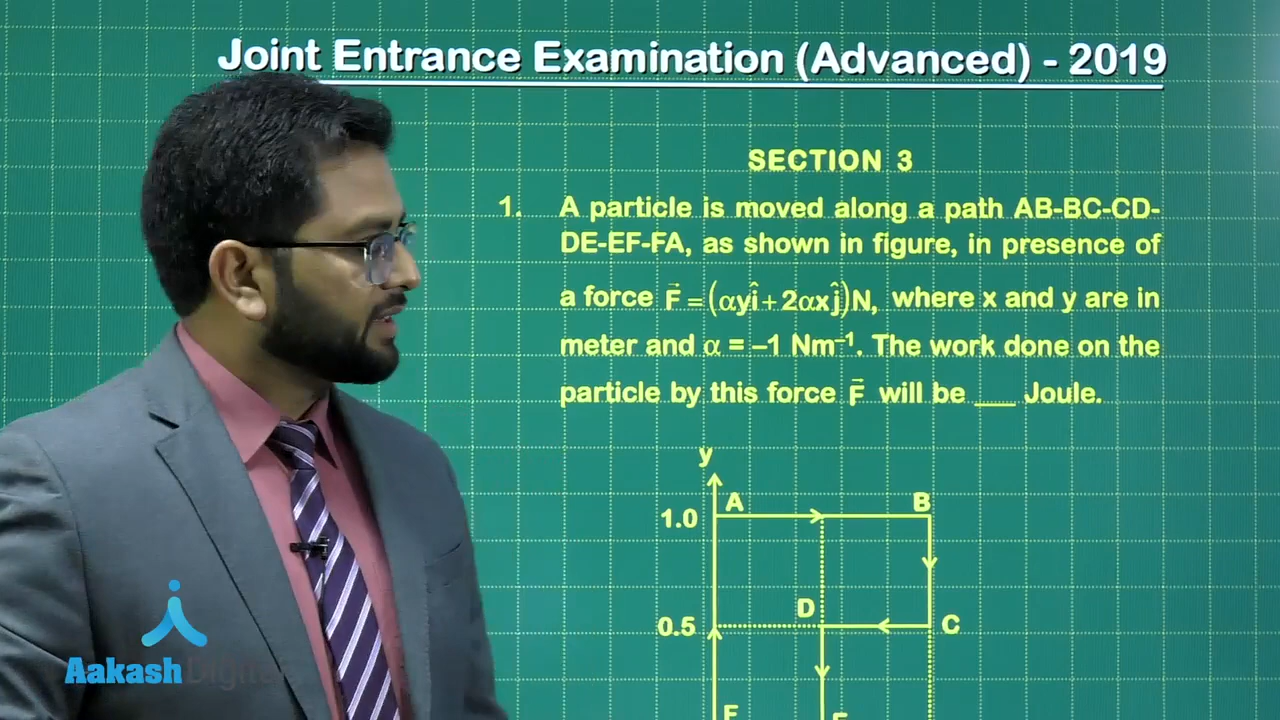 Joint Entrance Examination (Advanced) - 2019
SECTION 3
1. A particle is moved along a path AB-BC-CD-
DE-EF-FA, as shown in figure, in presence of
a force F⃗ = (αyî + 2αxĵ)N, where x and y are in
meter and α = –1 Nm⁻¹. The work done on the
particle by this force F⃗ will be ___ Joule.
y
A
B
1.0
D
0.5
C
Aakash Digital